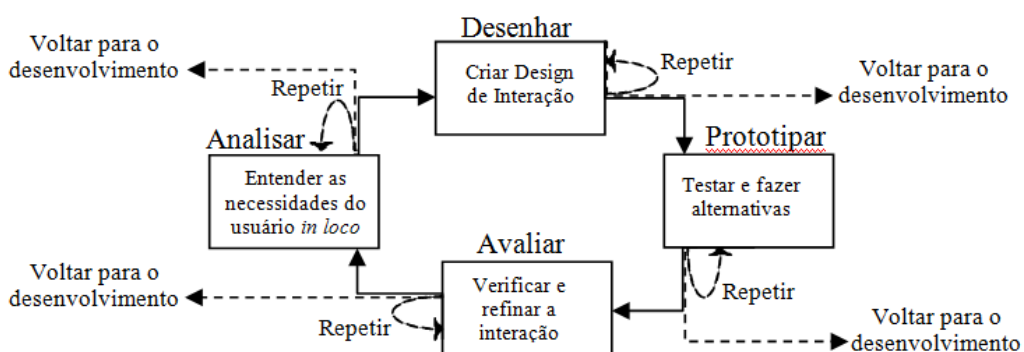 Desenhar
Voltar para o
desenvolvimento
Criar Design
de Interação
Repetir
Voltar para o
desenvolvimento
Repetir
Analisar
Entender as
necessidades do
usuário in loco
Prototipar
Testar e fazer
alternativas
Avaliar
Verificar e
refinar a
interação
Voltar para o
desenvolvimento
Repetir
Repetir
Voltar para o
desenvolvimento